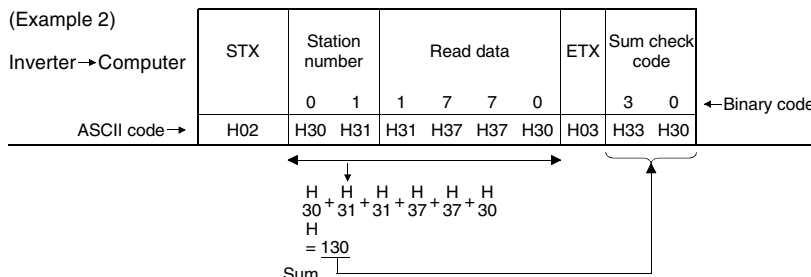 (Example 2)
Inverter→Computer
STX Station number Read data ETX Sum check code
0 1 1 7 7 0 3 0 ←Binary code
ASCII code→ H02 H30 H31 H31 H37 H37 H30 H03 H33 H30
H H H H H H
30+31+31+37+37+30
H
= 130
Sum